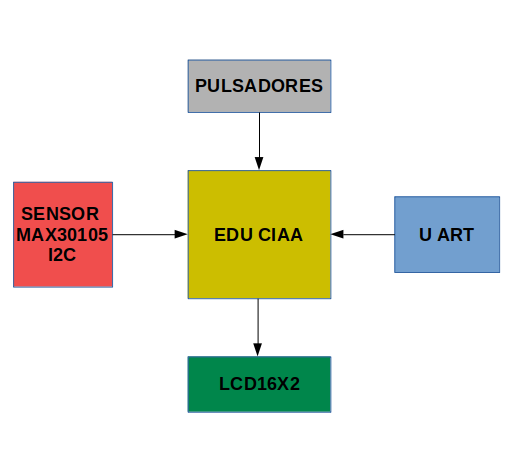 PULSADORES
SENSOR
MAX30105
I2C
EDU CIAA
U ART
LCD16X2